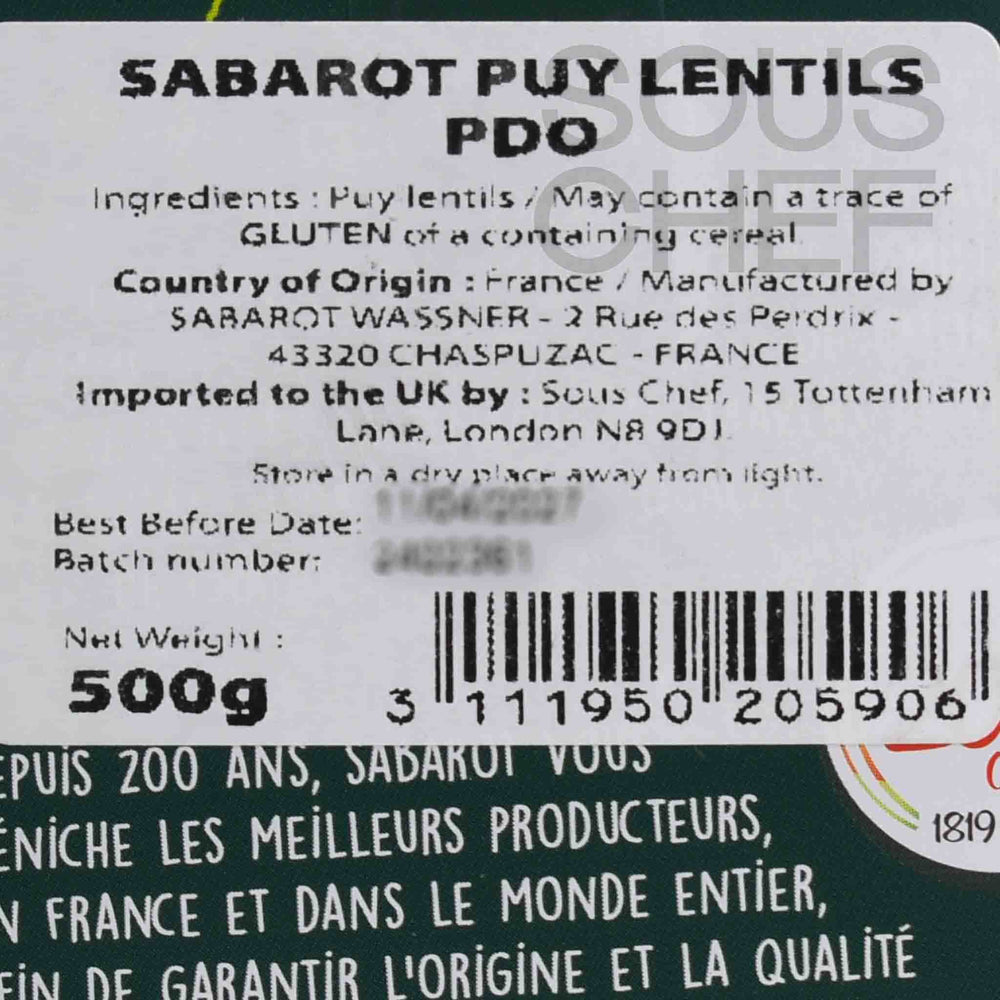 SABAROT PUY LENTILS
PDO
Ingredients : Puy lentils / May contain a trace of
GLUTEN of a containing cereal
Country of Origin : France / Manufactured by
SABAROT WASSNER - 2 Rue des Perdrix -
43320 CHASPUZAC - FRANCE
Imported to the UK by : Sous Chef, 15 Tottenham
Lane, London N8 9DJ
Store in a dry place away from light.
Best Before Date:
Batch number:
Net Weight :
500g
3 111950 205906
EPUIS 200 ANS, SABAROT VOUS
ÉNICHE LES MEILLEURS PRODUCTEURS,
N FRANCE ET DANS LE MONDE ENTIER,
FIN DE GARANTIR L'ORIGINE ET LA QUALITÉ
1819
SOUS
CHEF